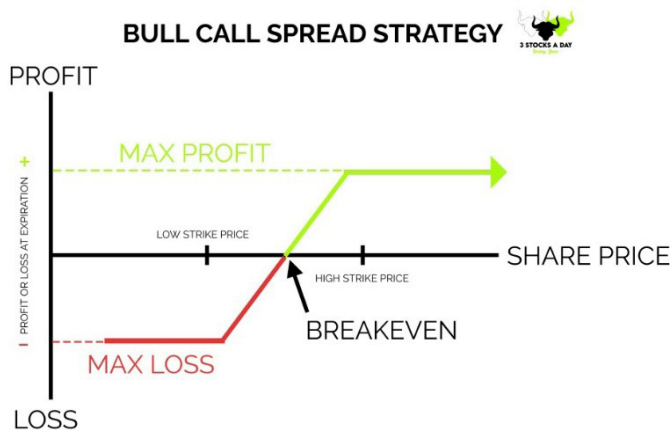 BULL CALL SPREAD STRATEGY
3 STOCKS A DAY
PROFIT
MAX PROFIT
+
PROFIT OR LOSS AT EXPIRATION
-
LOW STRIKE PRICE
SHARE PRICE
HIGH STRIKE PRICE
BREAKEVEN
MAX LOSS
LOSS